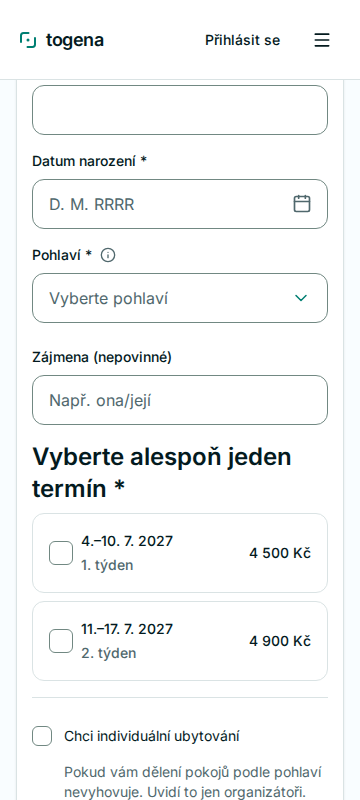 togena
Přihlásit se
Datum narození *
D. M. RRRR
Pohlaví *
Vyberte pohlaví
Zájmena (nepovinné)
Např. ona/její
Vyberte alespoň jeden
termín *
4.–10. 7. 2027
1. týden
4 500 Kč
11.–17. 7. 2027
2. týden
4 900 Kč
Chci individuální ubytování
Pokud vám dělení pokojů podle pohlaví
nevyhovuje. Uvidí to jen organizátoři.